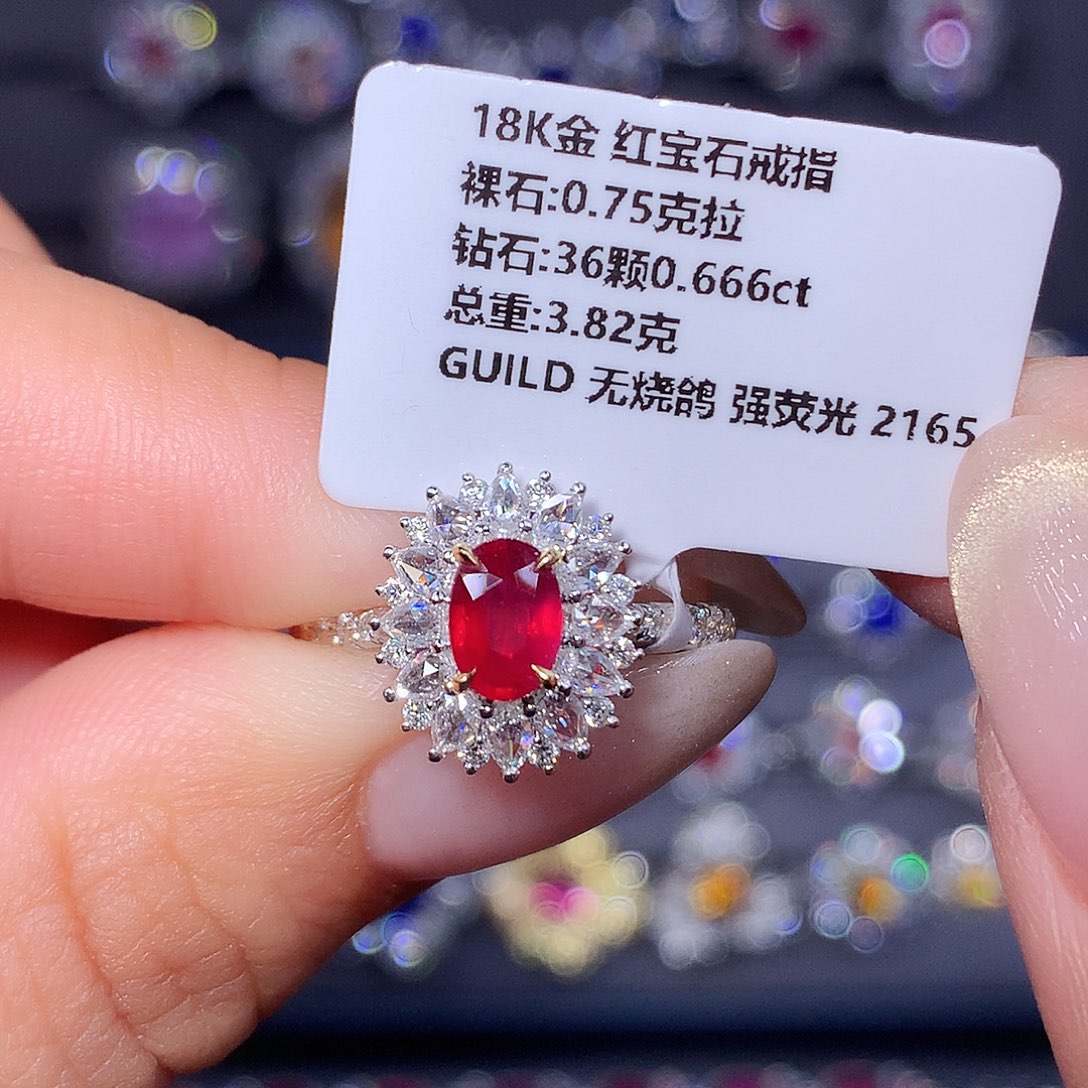 18K金 红宝石戒指
裸石:0.75克拉
钻石:36颗0.666ct
总重:3.82克
GUILD 无烧鸽 强荧光 2165